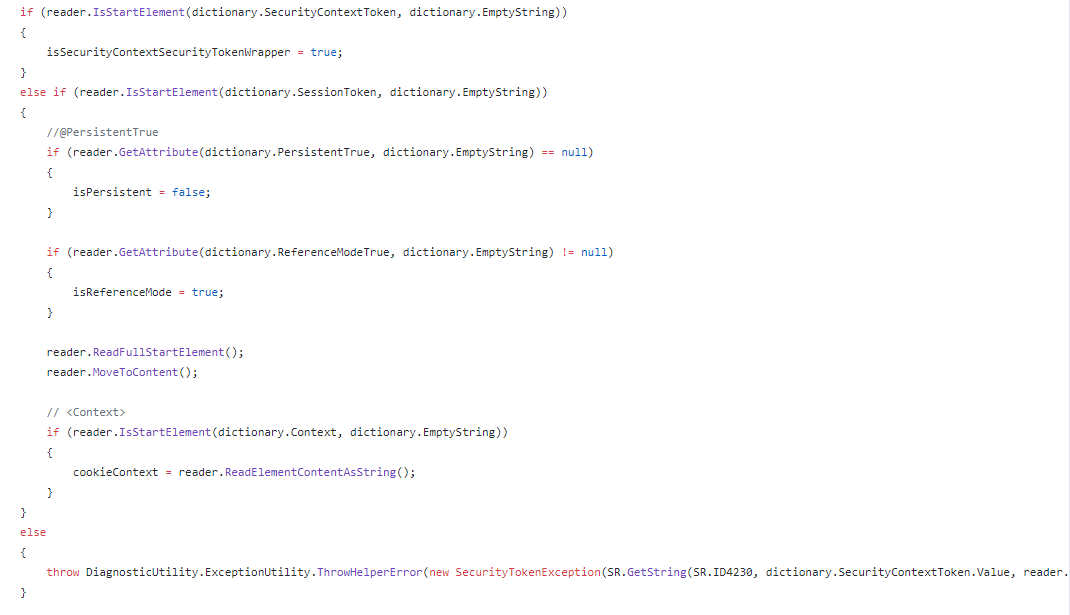 if (reader.IsStartElement(dictionary.SecurityContextToken, dictionary.EmptyString))
{
    isSecurityContextSecurityTokenWrapper = true;
}
else if (reader.IsStartElement(dictionary.SessionToken, dictionary.EmptyString))
{
    //@PersistentTrue
    if (reader.GetAttribute(dictionary.PersistentTrue, dictionary.EmptyString) == null)
    {
        isPersistent = false;
    }
    if (reader.GetAttribute(dictionary.ReferenceModeTrue, dictionary.EmptyString) != null)
    {
        isReferenceMode = true;
    }
    reader.ReadFullStartElement();
    reader.MoveToContent();
    // <Context>
    if (reader.IsStartElement(dictionary.Context, dictionary.EmptyString))
    {
        cookieContext = reader.ReadElementContentAsString();
    }
}
else
{
    throw DiagnosticUtility.ExceptionUtility.ThrowHelperError(new SecurityTokenException(SR.GetString(SR.ID4230, dictionary.SecurityContextToken.Value, reader.
}